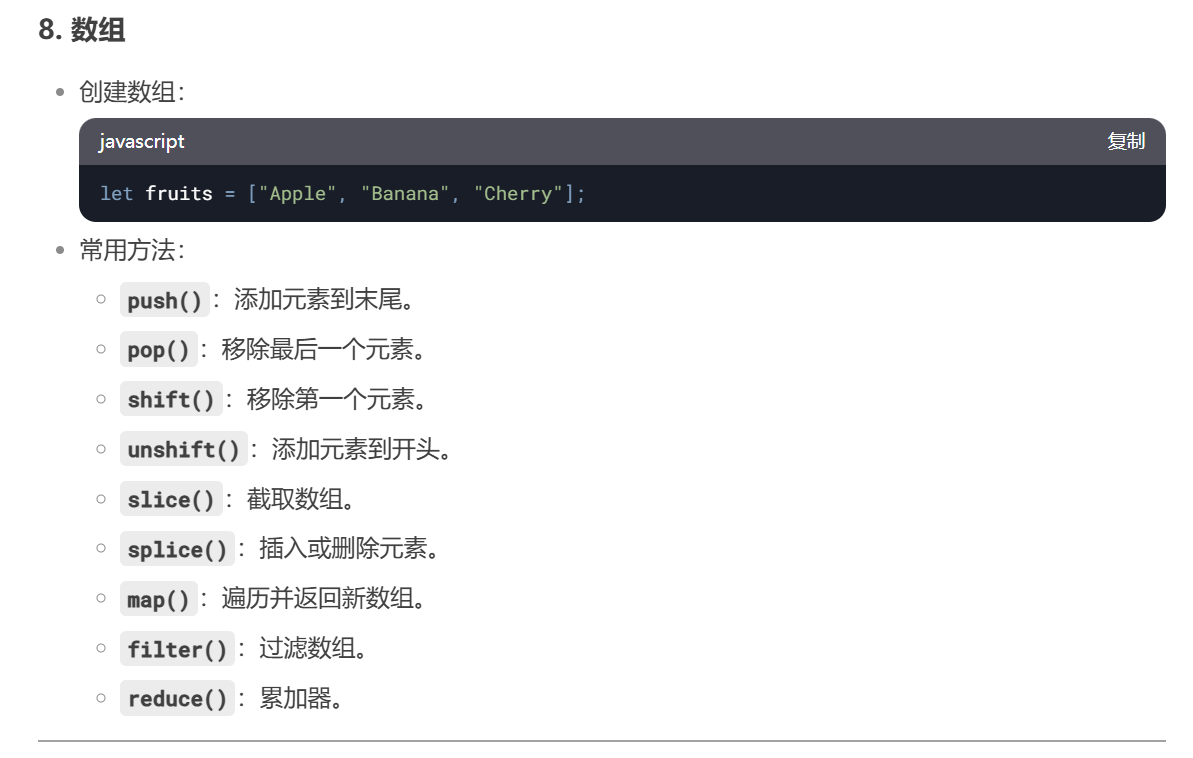 8. 数组
创建数组：
javascript
复制
let fruits = ["Apple", "Banana", "Cherry"];
常用方法：
push()：添加元素到末尾。
pop()：移除最后一个元素。
shift()：移除第一个元素。
unshift()：添加元素到开头。
slice()：截取数组。
splice()：插入或删除元素。
map()：遍历并返回新数组。
filter()：过滤数组。
reduce()：累加器。